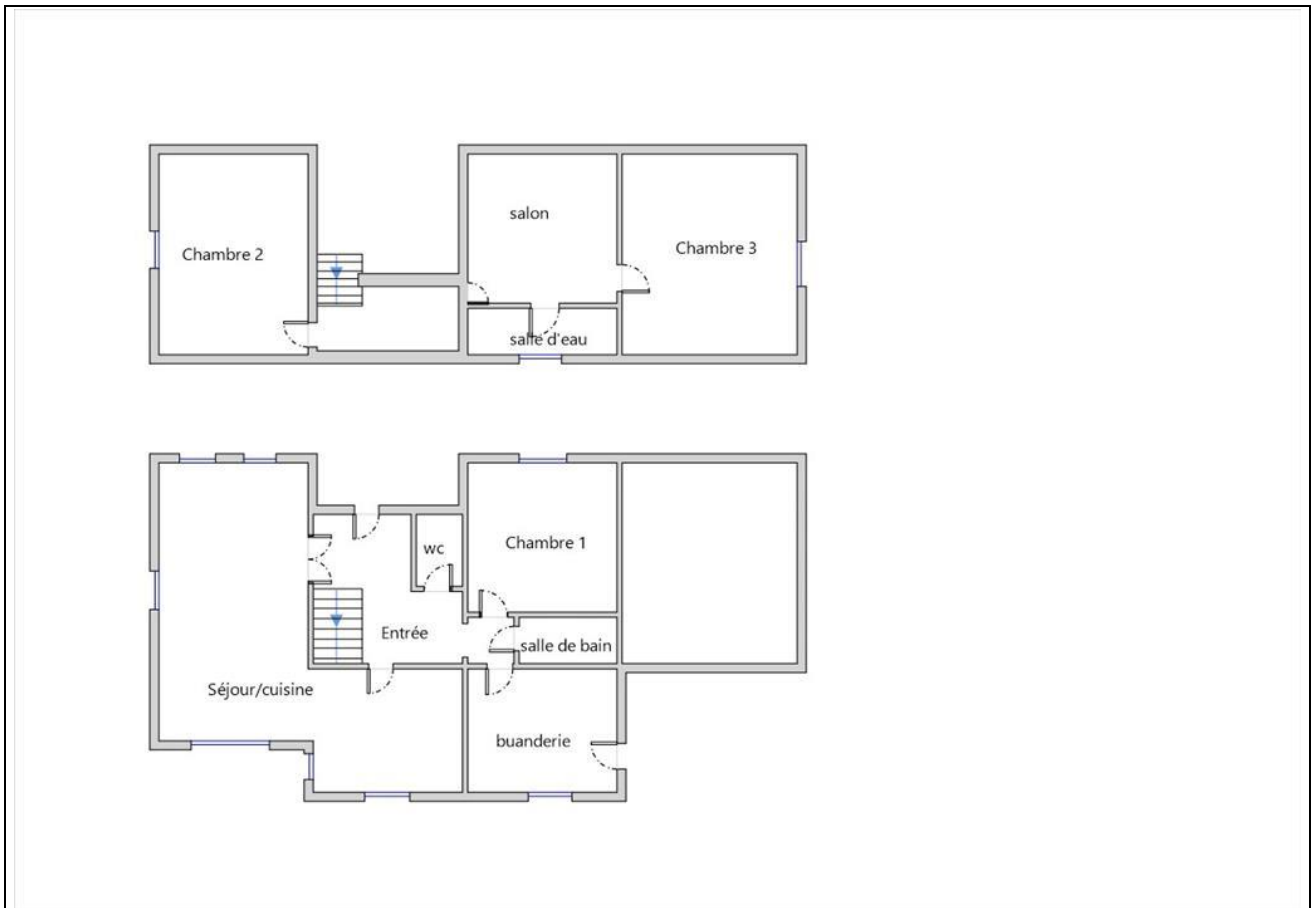 salon
Chambre 2
Chambre 3
salle d'eau
wc
Chambre 1
Entrée
salle de bain
Séjour/cuisine
buanderie